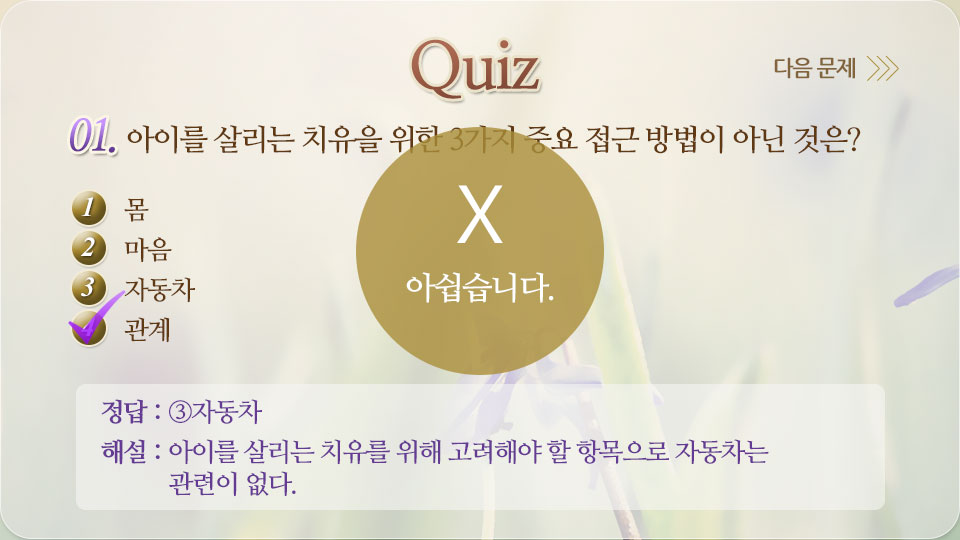 Quiz
다음 문제
01. 아이를 살리는 치유을 위한 3가지 중요 접근 방법이 아닌 것은?
1 몸
2 마음
3 자동차
관계
X
아쉽습니다.
정답 : ③자동차
해설 : 아이를 살리는 치유를 위해 고려해야 할 항목으로 자동차는
관련이 없다.